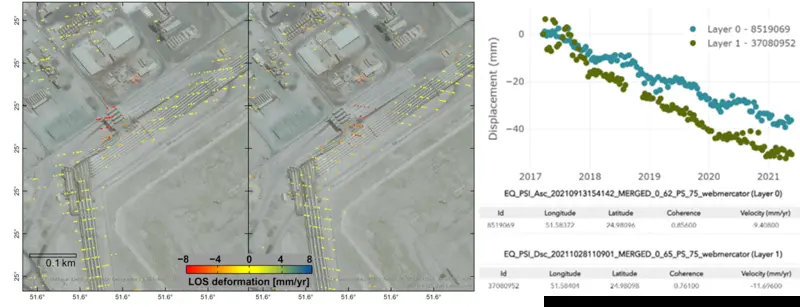 25°
25°
25°
25°
25°
25°
25°
0.1 km
−8 −4 0 4 8
LOS deformation [mm/yr]
51.6° 51.6° 51.6° 51.6° 51.6° 51.6° 51.6° 51.6°
Layer 0 - 8519069
Layer 1 - 37080952
Displacement (mm)
0
−20
−40
2017 2018 2019 2020 2021
EQ_PSI_Asc_20210913154142_MERGED_0_62_PS_75_webmercator (Layer 0)
Id Longitude Latitude Coherence Velocity (mm/yr)
8519069 51.58372 24.98096 0.85600 -9.40800
EQ_PSI_Dsc_20211028110901_MERGED_0_65_PS_75_webmercator (Layer 1)
Id Longitude Latitude Coherence Velocity (mm/yr)
37080952 51.58404 24.98098 0.76100 -11.69600